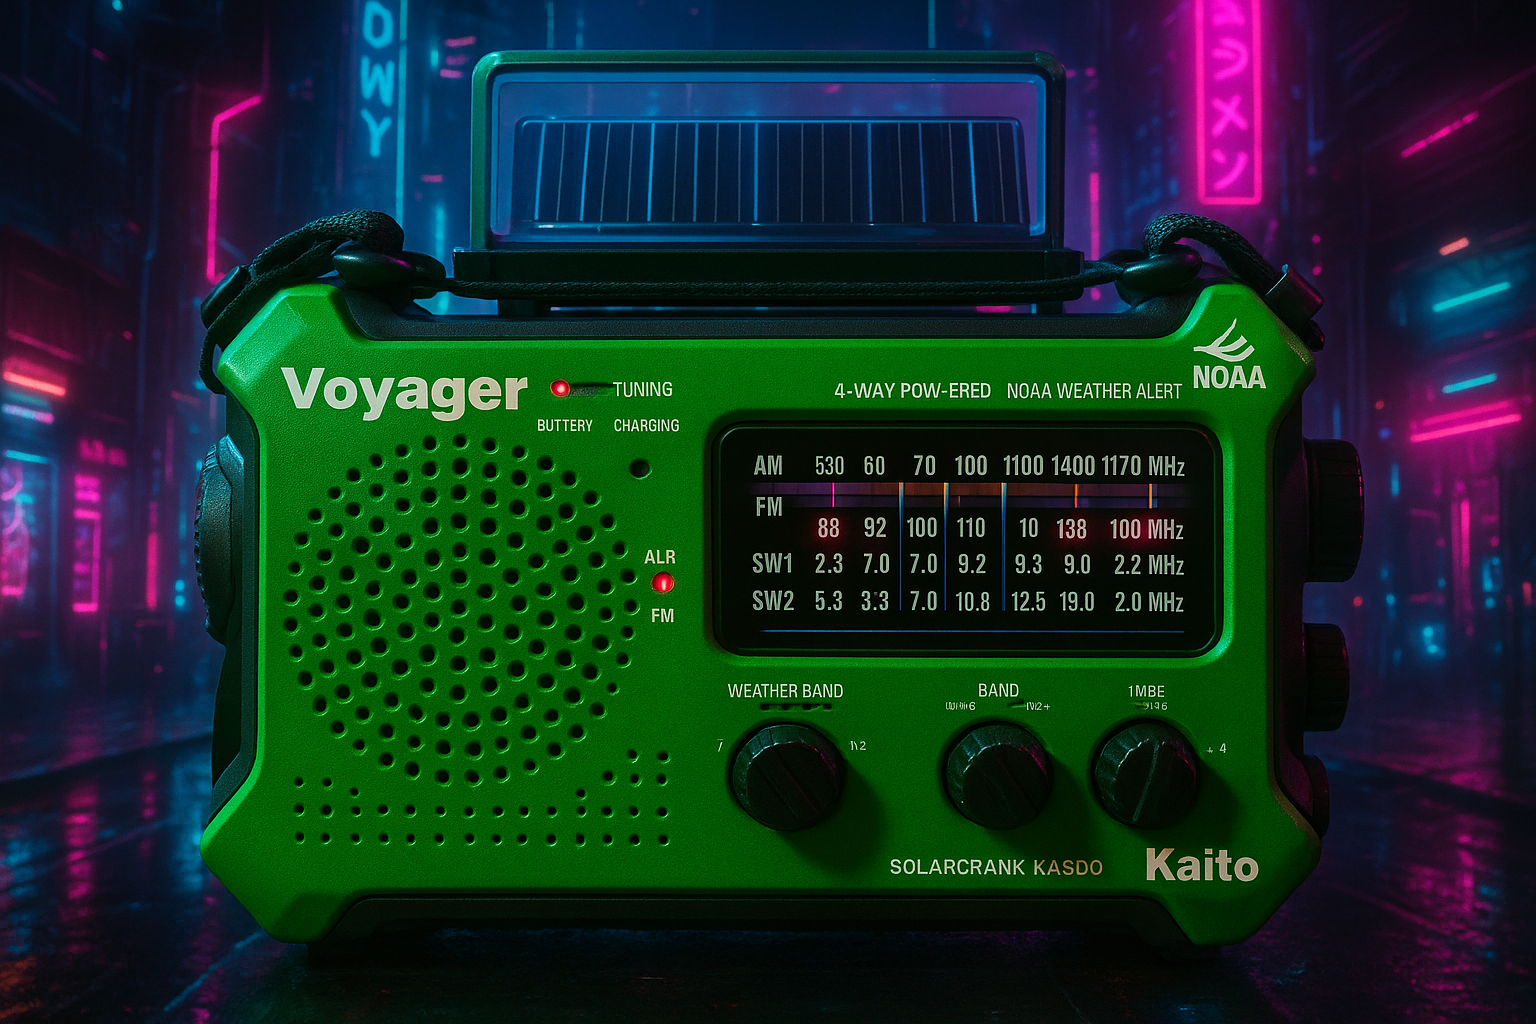 OWY
Voyager
TUNING
BUTTERY CHARGING
4-WAY POW-ERED NOAA WEATHER ALERT
NOAA
AM 530 60 70 100 1100 1400 1170 MHz
FM
88 92 100 110 10 138 100 MHz
SW1 2.3 7.0 7.0 9.2 9.3 9.0 2.2 MHz
SW2 5.3 3.3 7.0 10.8 12.5 19.0 2.0 MHz
ALR
FM
WEATHER BAND
BAND
1MBE
4
SOLARCRANK KASDO
Kaito